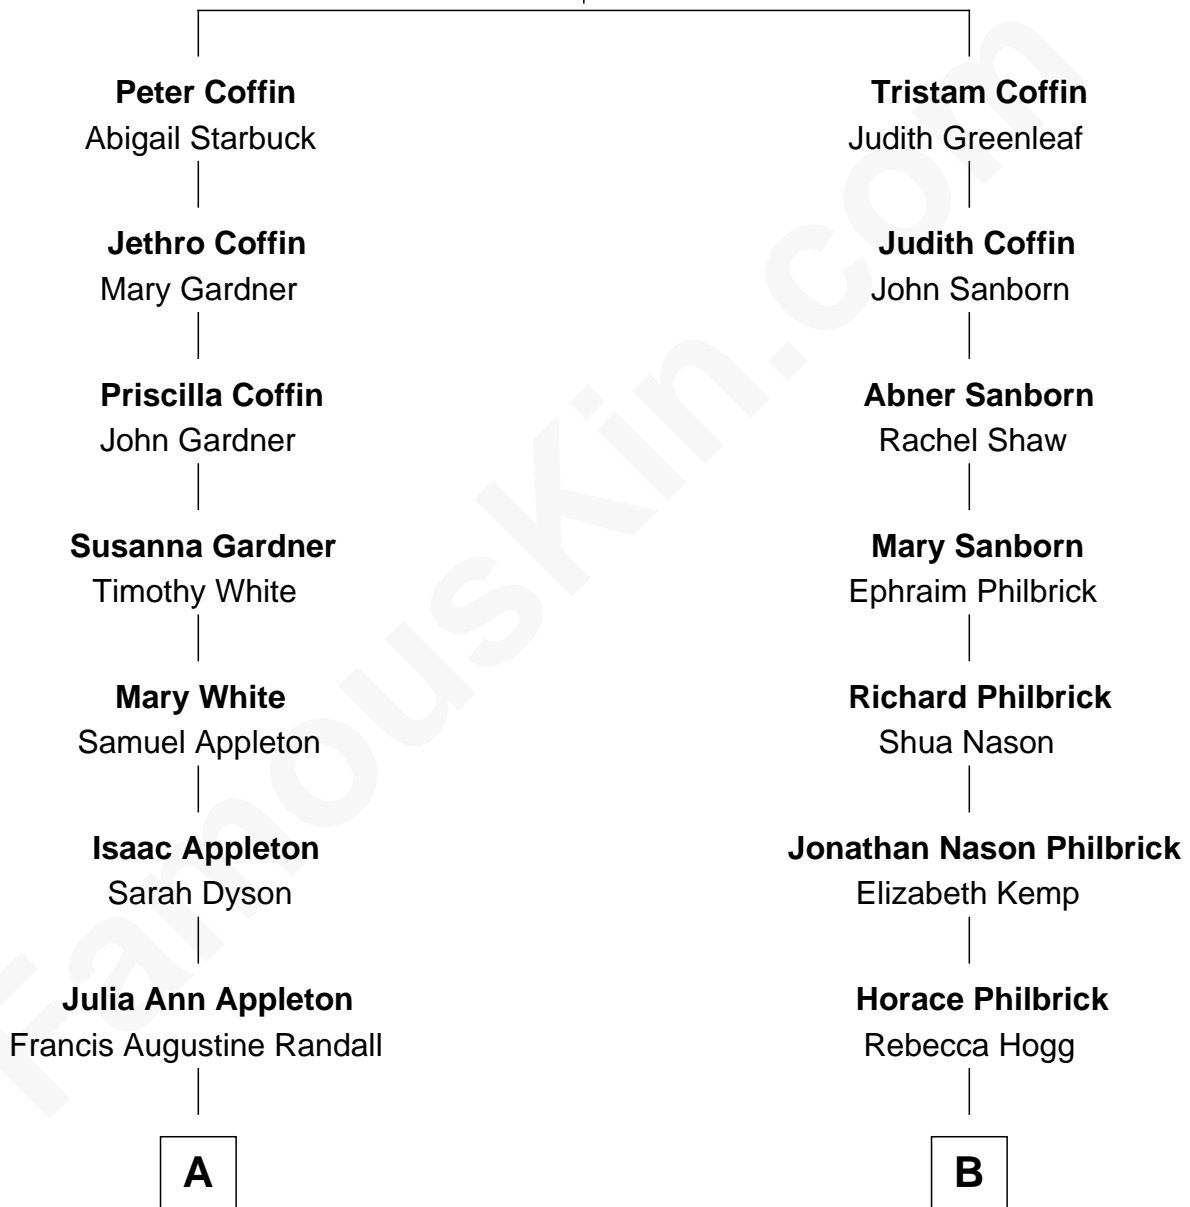 Peter Coffin
Abigail Starbuck
Jethro Coffin
Mary Gardner
Priscilla Coffin
John Gardner
Susanna Gardner
Timothy White
Mary White
Samuel Appleton
Isaac Appleton
Sarah Dyson
Julia Ann Appleton
Francis Augustine Randall
A
Tristam Coffin
Judith Greenleaf
Judith Coffin
John Sanborn
Abner Sanborn
Rachel Shaw
Mary Sanborn
Ephraim Philbrick
Richard Philbrick
Shua Nason
Jonathan Nason Philbrick
Elizabeth Kemp
Horace Philbrick
Rebecca Hogg
B
FamousKin.com